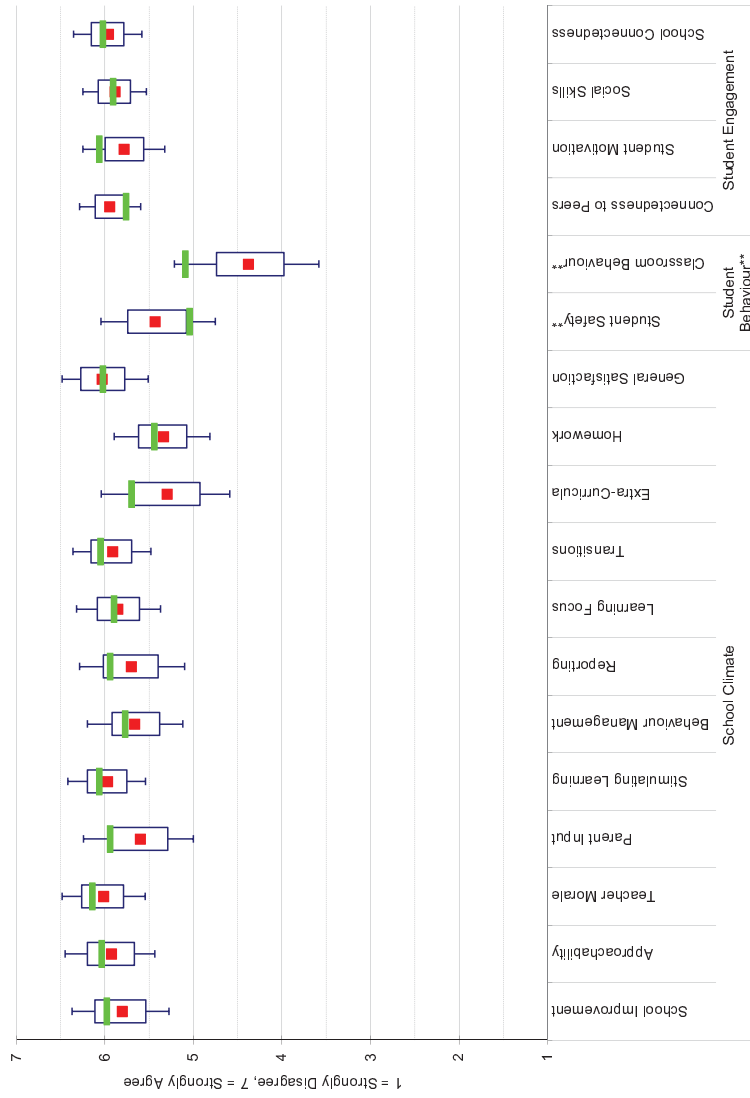 School Connectedness
Social Skills
Student Motivation
Connectedness to Peers
Student Engagement
Classroom Behaviour**
Student Safety**
Student
Behaviour**
General Satisfaction
Homework
Extra-Curricula
Transitions
Learning Focus
Reporting
Behaviour Management
Stimulating Learning
Parent Input
Teacher Morale
Approachability
School Improvement
School Climate
7
6
5
4
3
2
1
1 = Strongly Disagree, 7 = Strongly Agree